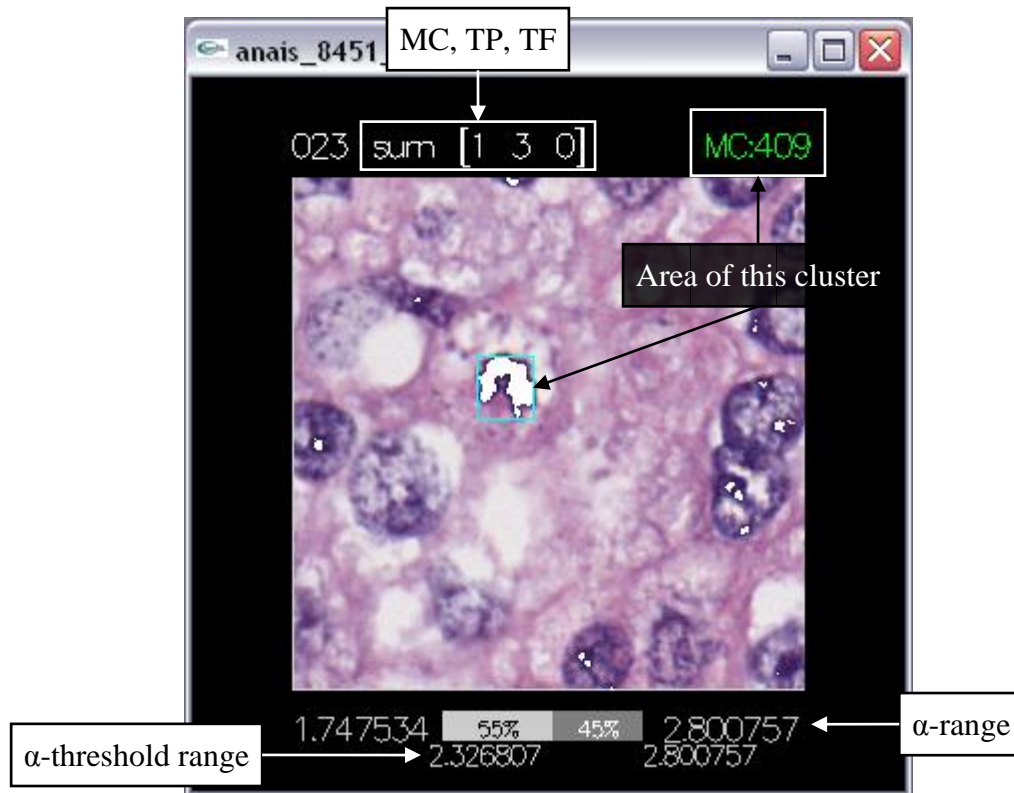 anais_8451_
MC, TP, TF
023 sum [1 3 0]
MC:409
Area of this cluster
1.747534 55% 45% 2.800757
α-range
α-threshold range
2.326807 2.800757